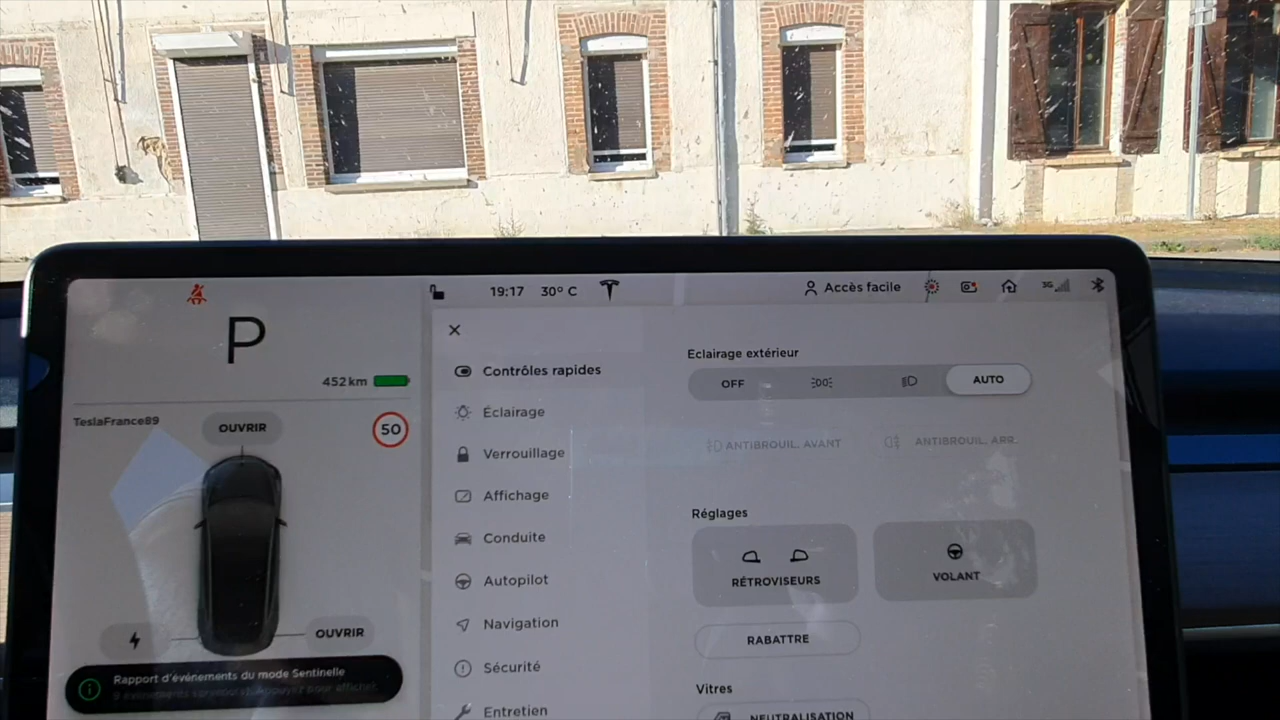 19:17 30° C
Accès facile
3G
P
452 km
TeslaFrance89
50
OUVRIR
OUVRIR
Rapport d'événements du mode Sentinelle
Contrôles rapides
Éclairage
Verrouillage
Affichage
Conduite
Autopilot
Navigation
Sécurité
Entretien
Eclairage extérieur
OFF
AUTO
ANTIBROUIL. AVANT
ANTIBROUIL. ARR.
Réglages
RÉTROVISEURS
VOLANT
RABATTRE
Vitres
NEUTRALISATION